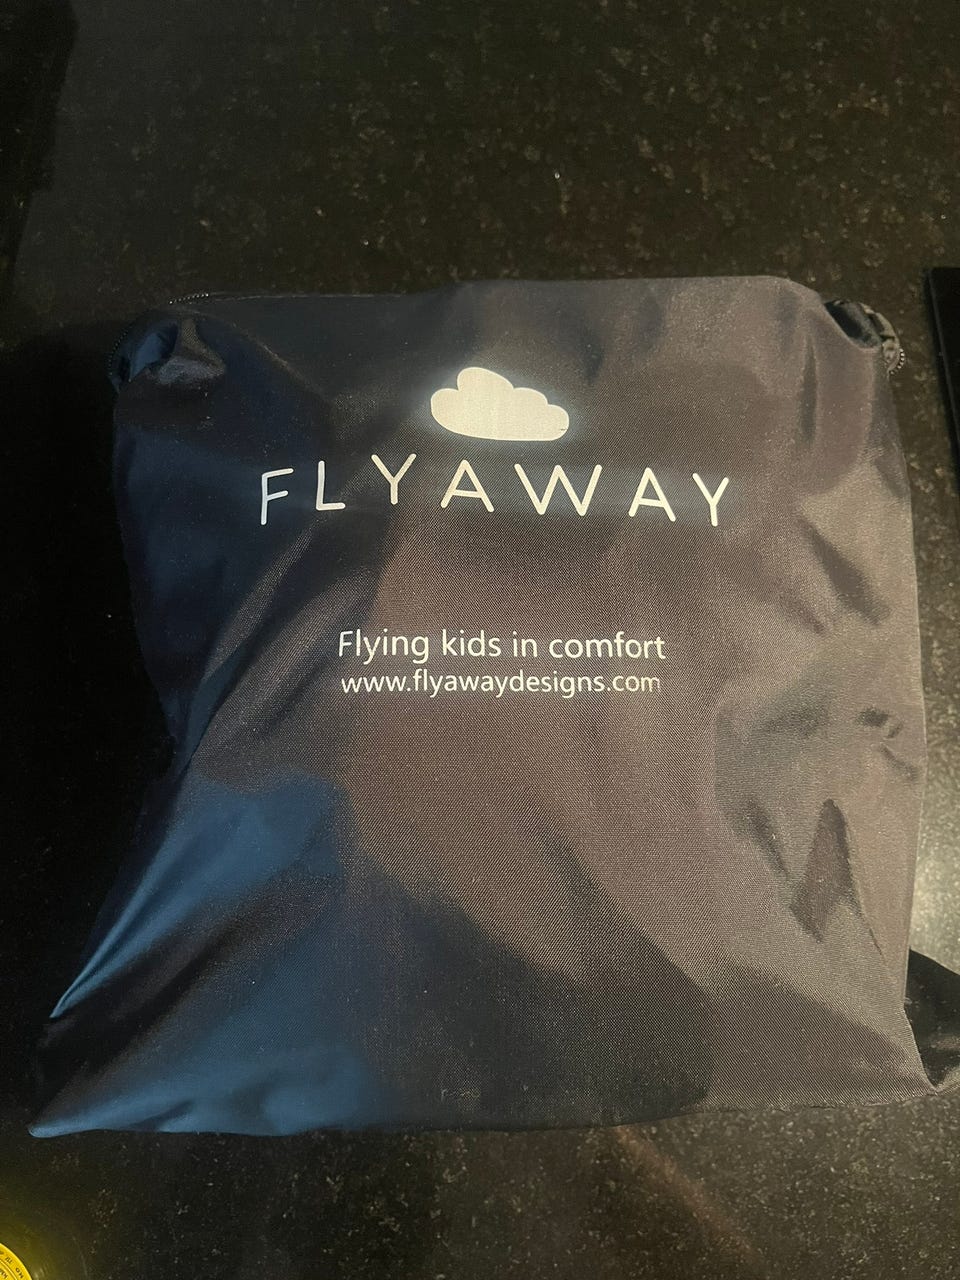 FLYAWAY
Flying kids in comfort
www.flyawaydesigns.com